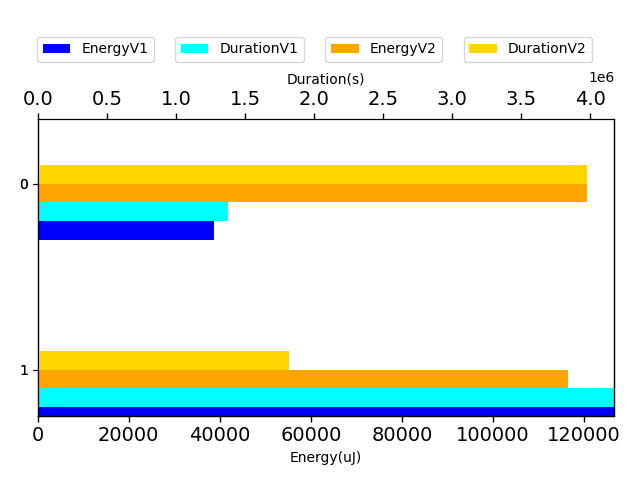 EnergyV1 DurationV1 EnergyV2 DurationV2
Duration(s)
1e6
0.0 0.5 1.0 1.5 2.0 2.5 3.0 3.5 4.0
0
1
0 20000 40000 60000 80000 100000 120000
Energy(uJ)